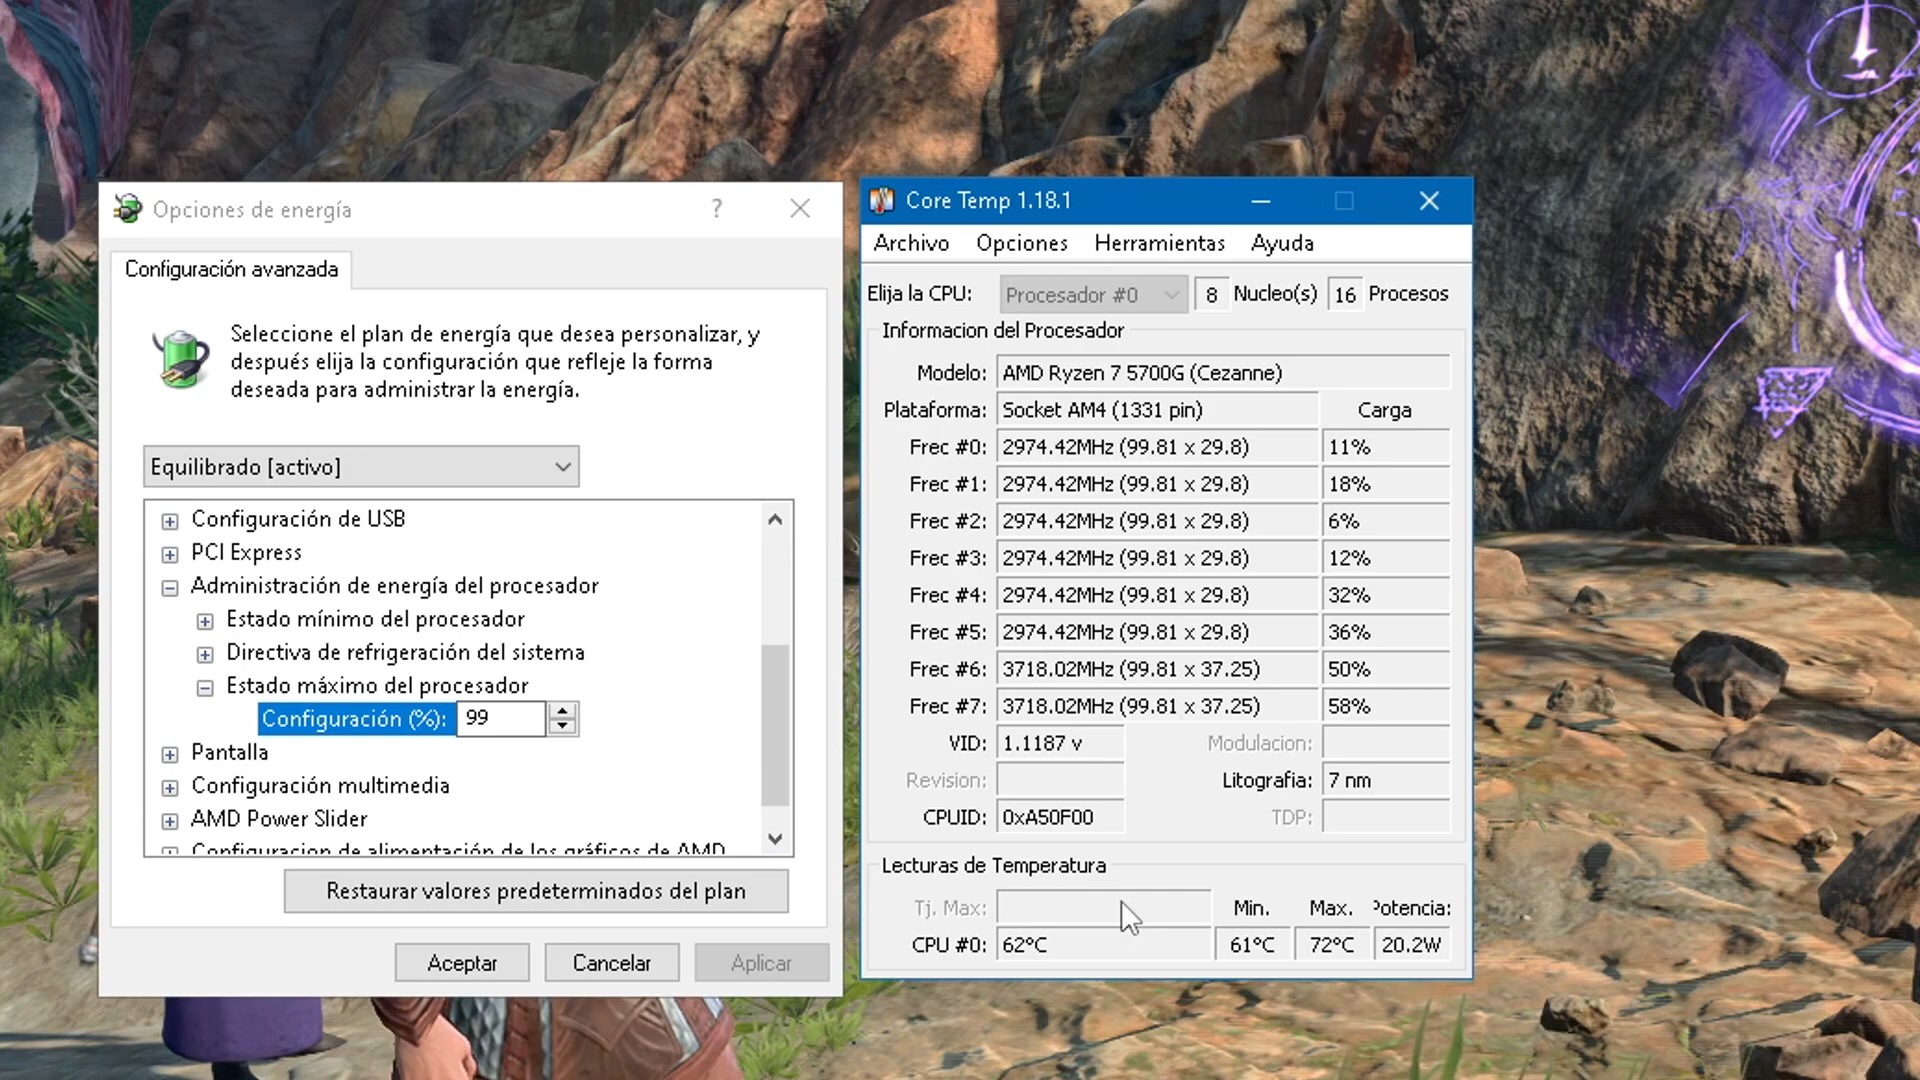 Opciones de energía
?
Configuración avanzada
Seleccione el plan de energía que desea personalizar, y
después elija la configuración que refleje la forma
deseada para administrar la energía.
Equilibrado [activo]
Configuración de USB
PCI Express
Administración de energía del procesador
Estado mínimo del procesador
Directiva de refrigeración del sistema
Estado máximo del procesador
Configuración (%): 99
Pantalla
Configuración multimedia
AMD Power Slider
Configuracion de alimentación de los gráficos de AMD
Restaurar valores predeterminados del plan
Aceptar Cancelar Aplicar
Core Temp 1.18.1
Archivo Opciones Herramientas Ayuda
Elija la CPU: Procesador #0 8 Nucleo(s) 16 Procesos
Informacion del Procesador
Modelo: AMD Ryzen 7 5700G (Cezanne)
Plataforma: Socket AM4 (1331 pin) Carga
Frec #0: 2974.42MHz (99.81 x 29.8) 11%
Frec #1: 2974.42MHz (99.81 x 29.8) 18%
Frec #2: 2974.42MHz (99.81 x 29.8) 6%
Frec #3: 2974.42MHz (99.81 x 29.8) 12%
Frec #4: 2974.42MHz (99.81 x 29.8) 32%
Frec #5: 2974.42MHz (99.81 x 29.8) 36%
Frec #6: 3718.02MHz (99.81 x 37.25) 50%
Frec #7: 3718.02MHz (99.81 x 37.25) 58%
VID: 1.1187 v Modulacion:
Revision: Litografia: 7 nm
CPUID: 0xA50F00 TDP:
Lecturas de Temperatura
Tj. Max: Min. Max. Potencia:
CPU #0: 62°C 61°C 72°C 20.2W